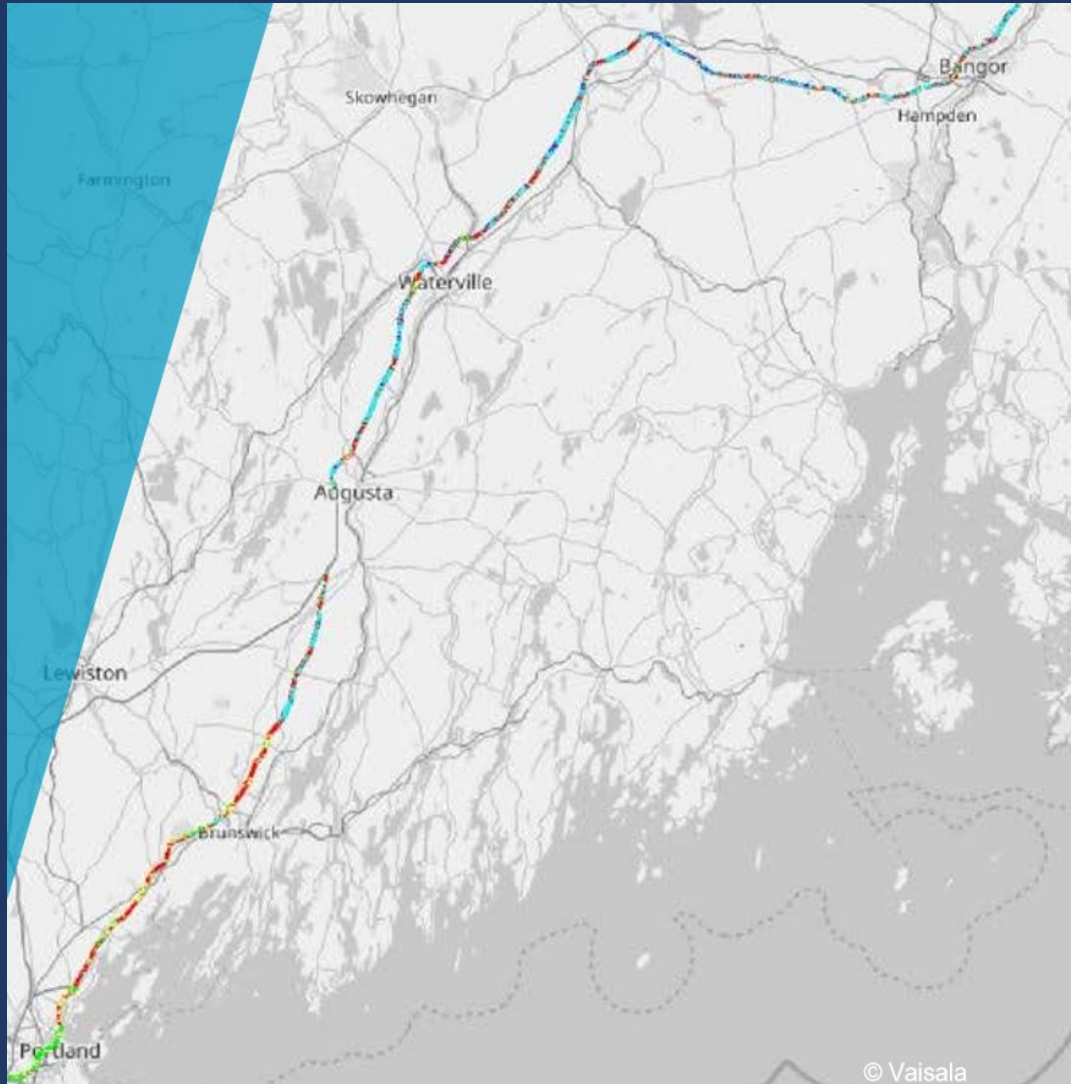 Bangor
Skowhegan
Hampden
Farmington
Waterville
Augusta
Lewiston
Brunswick
Portland
© Vaisala